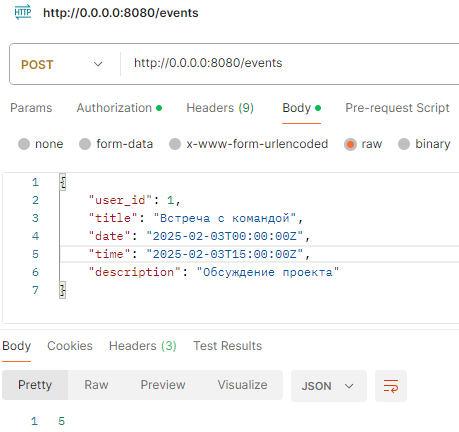 HTTP http://0.0.0.0:8080/events
POST http://0.0.0.0:8080/events
Params Authorization Headers (9) Body Pre-request Script
none form-data x-www-form-urlencoded raw binary
1 {
2 "user_id": 1,
3 "title": "Встреча с командой",
4 "date": "2025-02-03T00:00:00Z",
5 "time": "2025-02-03T15:00:00Z",
6 "description": "Обсуждение проекта"
7 }
Body Cookies Headers (3) Test Results
Pretty Raw Preview Visualize JSON
1 5